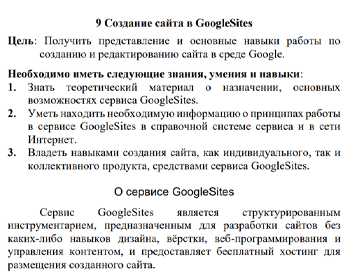 9 Создание сайта в GoogleSites
Цель: Получить представление и основные навыки работы по
созданию и редактированию сайта в среде Google.
Необходимо иметь следующие знания, умения и навыки:
1. Знать теоретический материал о назначении, основных
возможностях сервиса GoogleSites.
2. Уметь находить необходимую информацию о принципах работы
в сервисе GoogleSites в справочной системе сервиса и в сети
Интернет.
3. Владеть навыками создания сайта, как индивидуального, так и
коллективного продукта, средствами сервиса GoogleSites.
О сервисе GoogleSites
Сервис GoogleSites является структурированным
инструментарием, предназначенным для разработки сайтов без
каких-либо навыков дизайна, вёрстки, веб-программирования и
управления контентом, и предоставляет бесплатный хостинг для
размещения созданного сайта.